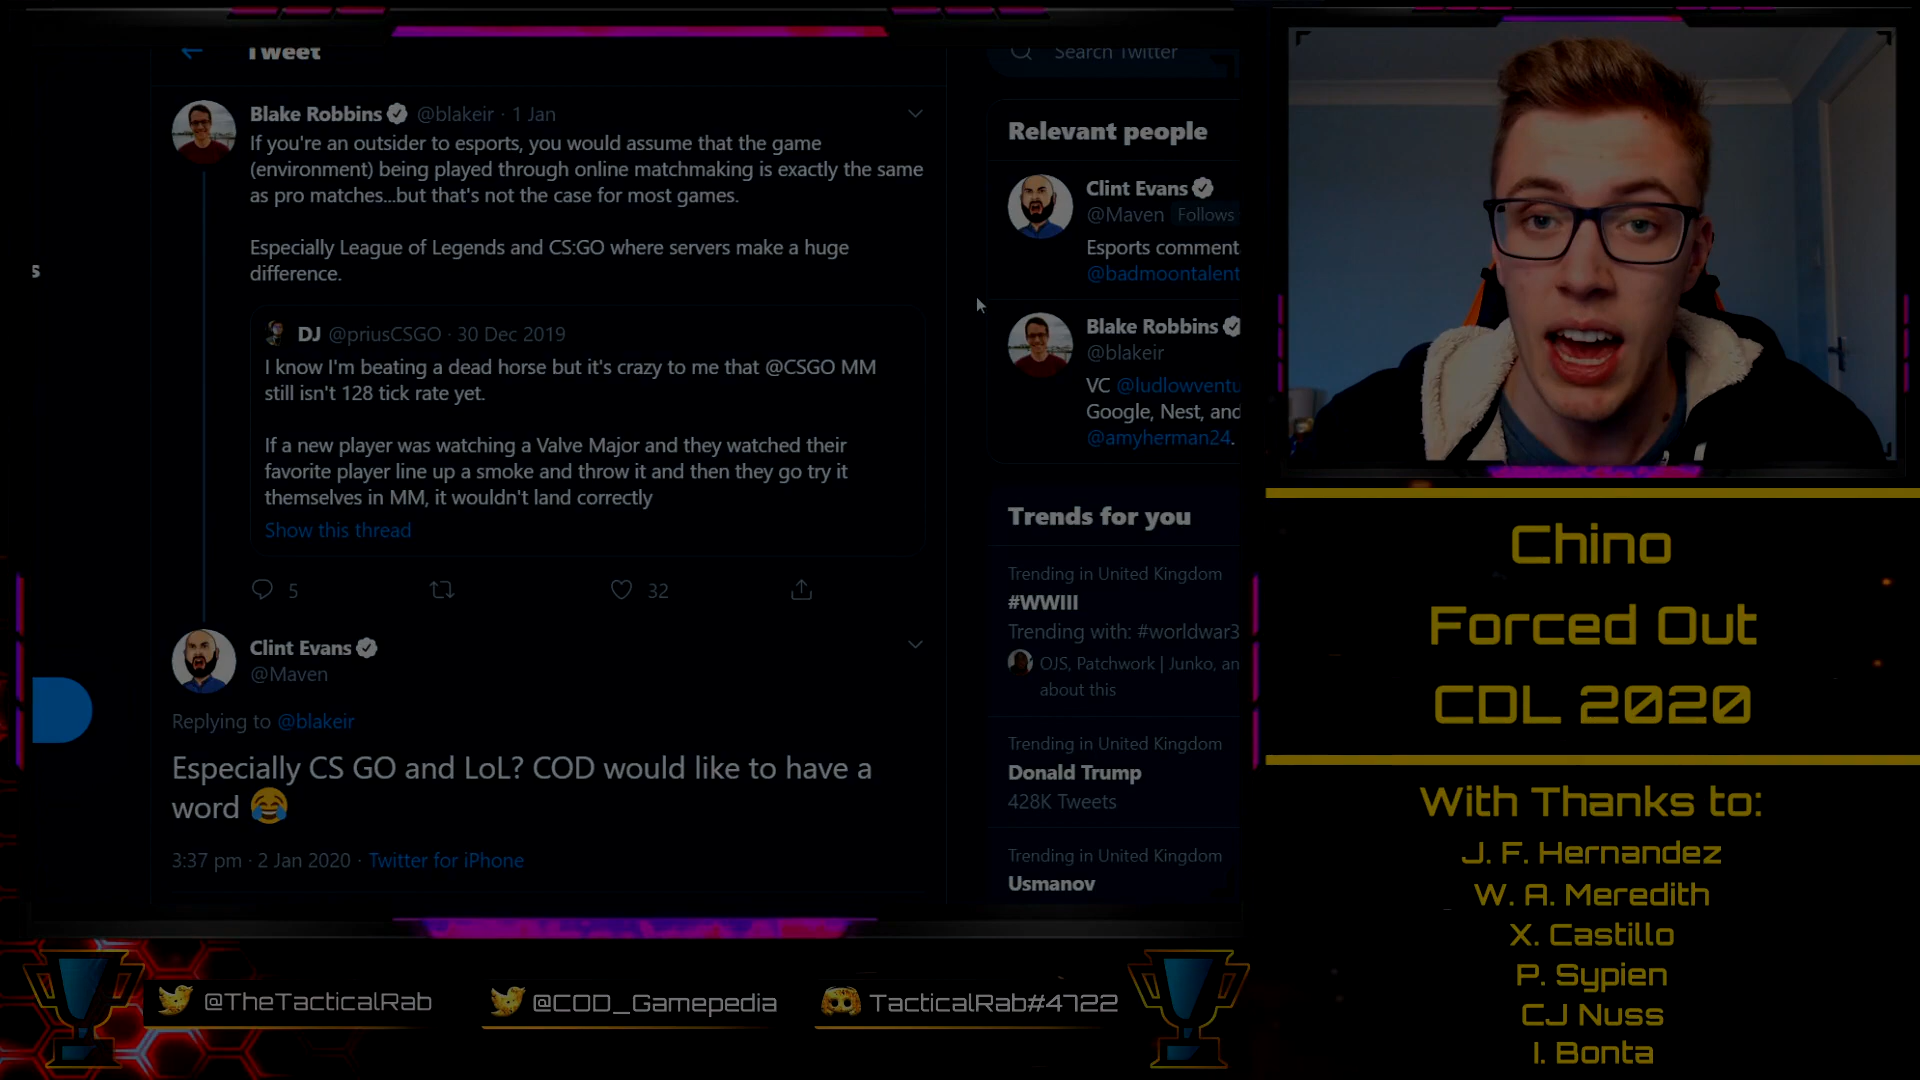 Tweet
Search Twitter
s
Blake Robbins @blakeir · 1 Jan
If you're an outsider to esports, you would assume that the game
(environment) being played through online matchmaking is exactly the same
as pro matches...but that's not the case for most games.
Especially League of Legends and CS:GO where servers make a huge
difference.
DJ @priusCSGO · 30 Dec 2019
I know I'm beating a dead horse but it's crazy to me that @CSGO MM
still isn't 128 tick rate yet.
If a new player was watching a Valve Major and they watched their
favorite player line up a smoke and throw it and then they go try it
themselves in MM, it wouldn't land correctly
Show this thread
5
32
Clint Evans
@Maven
Replying to @blakeir
Especially CS GO and LoL? COD would like to have a
word 😂
3:37 pm · 2 Jan 2020 · Twitter for iPhone
Relevant people
Clint Evans
@Maven Follows
Esports comment
@badmoontalent
Blake Robbins
@blakeir
VC @ludlowventu
Google, Nest, and
@amyherman24.
Trends for you
Trending in United Kingdom
#WWIII
Trending with: #worldwar3
OJS, Patchwork | Junko, an
about this
Trending in United Kingdom
Donald Trump
428K Tweets
Trending in United Kingdom
Usmanov
Chino
Forced Out
CDL 2020
With Thanks to:
J. F. Hernandez
W. A. Meredith
X. Castillo
P. Sypien
CJ Nuss
I. Bonta
@TheTacticalRab
@COD_Gamepedia
TacticalRab#4722